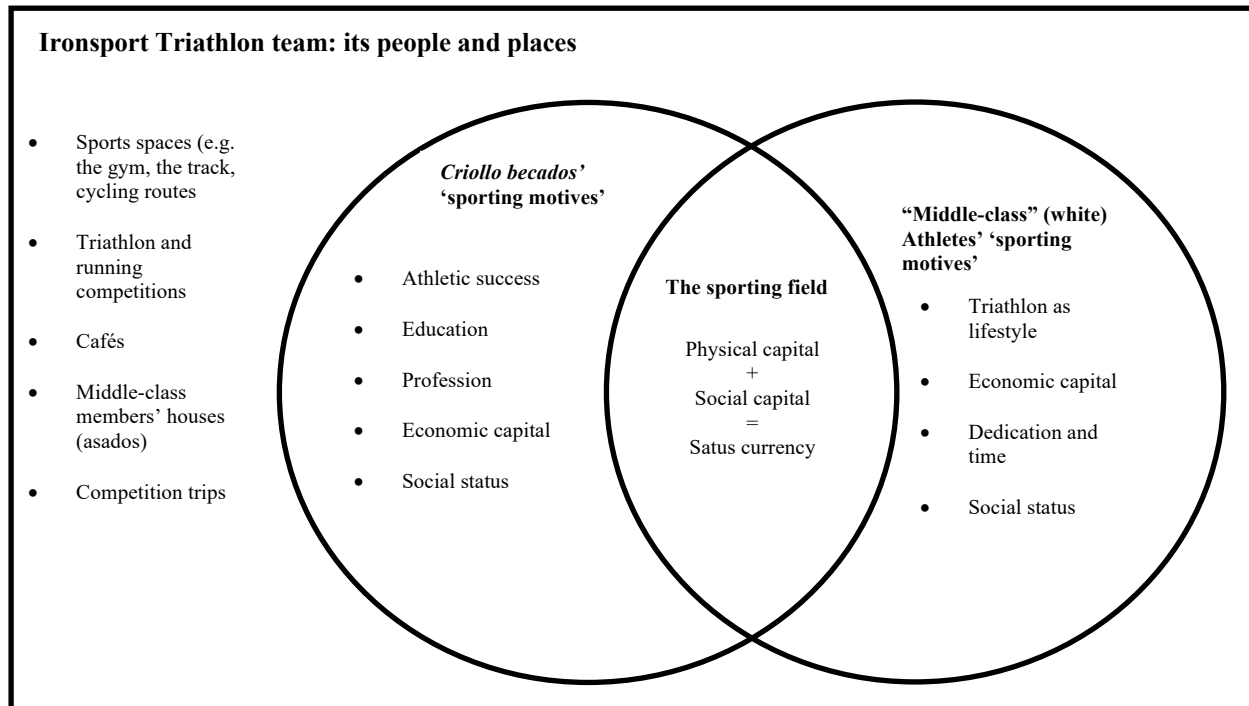 Ironsport Triathlon team: its people and places
• Sports spaces (e.g.
the gym, the track,
cycling routes
• Triathlon and
running
competitions
• Cafés
• Middle-class
members’ houses
(asados)
• Competition trips
Criollo becados’
‘sporting motives’
• Athletic success
• Education
• Profession
• Economic capital
• Social status
The sporting field
Physical capital
+
Social capital
=
Satus currency
“Middle-class” (white)
Athletes’ ‘sporting
motives’
• Triathlon as
lifestyle
• Economic capital
• Dedication and
time
• Social status